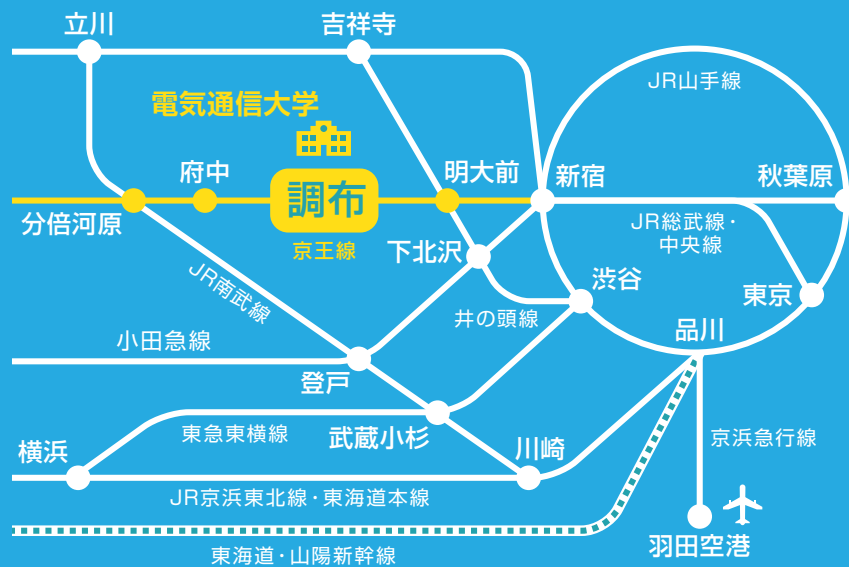 立川
吉祥寺
JR山手線
電気通信大学
府中
調布
明大前
新宿
秋葉原
分倍河原
京王線
下北沢
JR総武線・
中央線
JR南武線
渋谷
東京
小田急線
井の頭線
品川
登戸
東急東横線
武蔵小杉
川崎
京浜急行線
横浜
JR京浜東北線・東海道本線
羽田空港
東海道・山陽新幹線